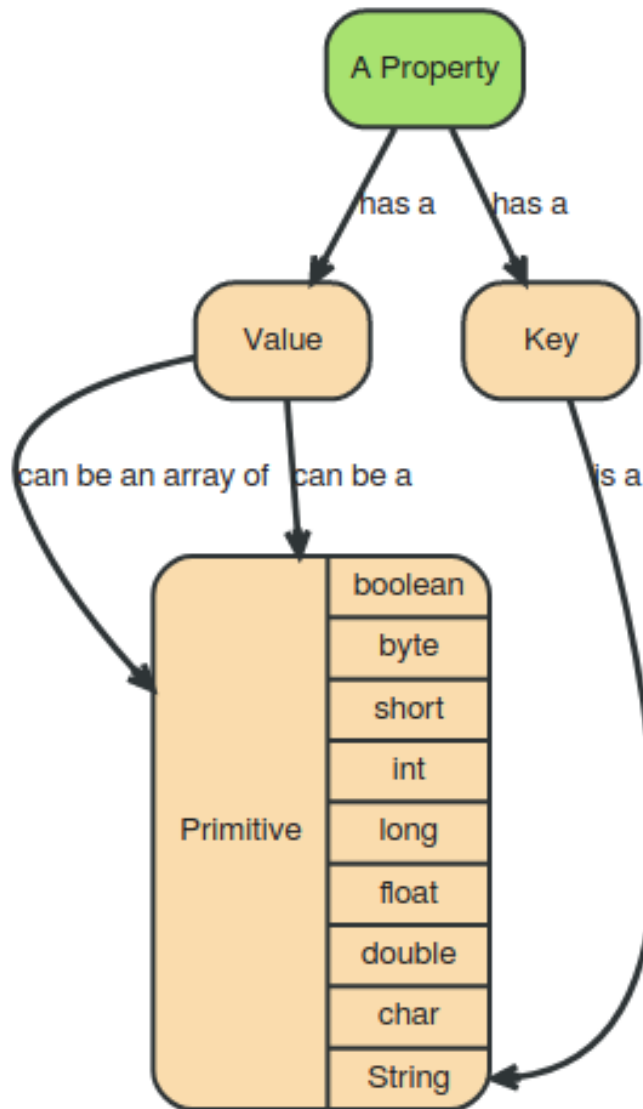 A Property
has a
has a
Value
Key
can be an array of
can be a
is a
Primitive
boolean
byte
short
int
long
float
double
char
String